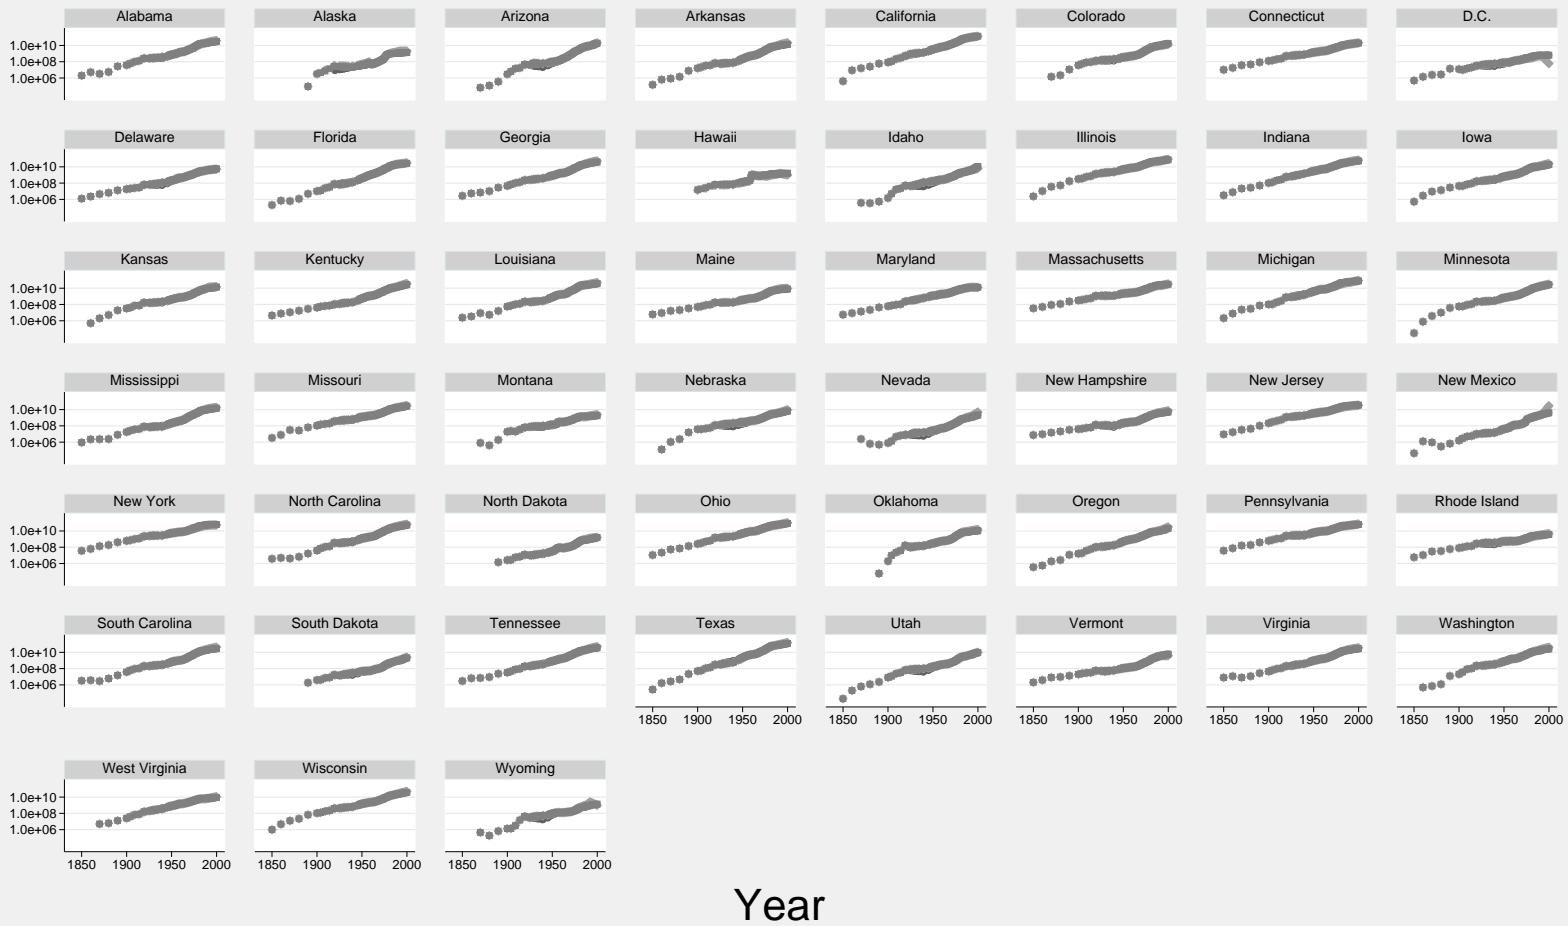 Alabama Alaska Arizona Arkansas California Colorado Connecticut D.C.
1.0e+10
1.0e+08
1.0e+06
Delaware Florida Georgia Hawaii Idaho Illinois Indiana Iowa
1.0e+10
1.0e+08
1.0e+06
Kansas Kentucky Louisiana Maine Maryland Massachusetts Michigan Minnesota
1.0e+10
1.0e+08
1.0e+06
Mississippi Missouri Montana Nebraska Nevada New Hampshire New Jersey New Mexico
1.0e+10
1.0e+08
1.0e+06
New York North Carolina North Dakota Ohio Oklahoma Oregon Pennsylvania Rhode Island
1.0e+10
1.0e+08
1.0e+06
South Carolina South Dakota Tennessee Texas Utah Vermont Virginia Washington
1.0e+10
1.0e+08
1.0e+06
1850 1900 1950 2000 1850 1900 1950 2000 1850 1900 1950 2000 1850 1900 1950 2000 1850 1900 1950 2000
West Virginia Wisconsin Wyoming
1.0e+10
1.0e+08
1.0e+06
1850 1900 1950 2000 1850 1900 1950 2000 1850 1900 1950 2000
Year